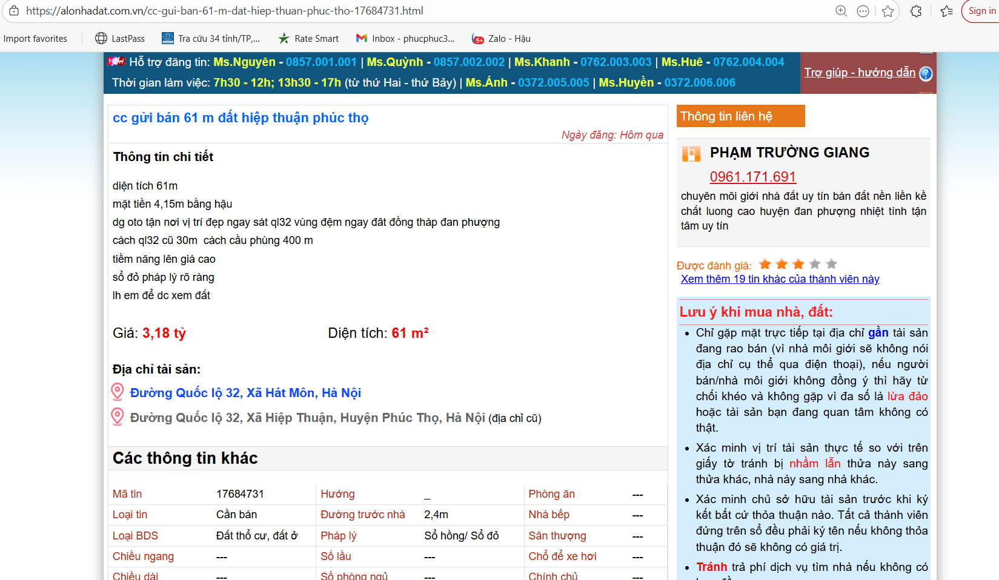 https://alonhadat.com.vn/cc-gui-ban-61-m-dat-hiep-thuan-phuc-tho-17684731.html
Sign in
Import favorites
LastPass
Tra cứu 34 tỉnh/TP,...
Rate Smart
Inbox - phucphuc3...
Zalo - Hậu
Hỗ trợ đăng tin: Ms.Nguyên - 0857.001.001 | Ms.Quỳnh - 0857.002.002 | Ms.Khanh - 0762.003.003 | Ms.Huê - 0762.004.004
Thời gian làm việc: 7h30 - 12h; 13h30 - 17h (từ thứ Hai - thứ Bảy) | Ms.Ánh - 0372.005.005 | Ms.Huyền - 0372.006.006
Trợ giúp - hướng dẫn
cc gửi bán 61 m đất hiệp thuận phúc thọ
Ngày đăng: Hôm qua
Thông tin chi tiết
diện tích 61m
mặt tiền 4,15m bằng hậu
dg oto tận nơi vị trí đẹp ngay sát ql32 vùng đệm ngay đât đồng tháp đan phượng
cách ql32 cũ 30m  cách cầu phùng 400 m
tiềm năng lên giá cao
sổ đỏ pháp lý rõ ràng
lh em để dc xem đất
Giá: 3,18 tỷ
Diện tích: 61 m²
Địa chỉ tài sản:
Đường Quốc lộ 32, Xã Hát Môn, Hà Nội
Đường Quốc lộ 32, Xã Hiệp Thuận, Huyện Phúc Thọ, Hà Nội (địa chỉ cũ)
Các thông tin khác
Mã tin 17684731 Hướng _ Phòng ăn ---
Loại tin Cần bán Đường trước nhà 2,4m Nhà bếp ---
Loại BDS Đất thổ cư, đất ở Pháp lý Sổ hồng/ Sổ đỏ Sân thượng ---
Chiều ngang --- Số lầu --- Chổ để xe hơi ---
Chiều dài --- Số phòng ngủ --- Chính chủ ---
Thông tin liên hệ
PHẠM TRƯỜNG GIANG
0961.171.691
chuyên môi giới nhà đất uy tín bán đất nền liền kề
chất luong cao huyện đan phượng nhiệt tình tận
tâm uy tín
Được đánh giá:
Xem thêm 19 tin khác của thành viên này
Lưu ý khi mua nhà, đất:
Chỉ gặp mặt trực tiếp tại địa chỉ gần tài sản
đang rao bán (vì nhà môi giới sẽ không nói
địa chỉ cụ thể qua điện thoại), nếu người
bán/nhà môi giới không đồng ý thì hãy từ
chối khéo và không gặp vì đa số là lừa đảo
hoặc tài sản bạn đang quan tâm không có
thật.
Xác minh vị trí tài sản thực tế so với trên
giấy tờ tránh bị nhầm lẫn thửa này sang
thửa khác, nhà này sang nhà khác.
Xác minh chủ sở hữu tài sản trước khi ký
kết bất cứ thỏa thuận nào. Tất cả thành viên
đứng trên sổ đều phải ký tên nếu không thỏa
thuận đó sẽ không có giá trị.
Tránh trả phí dịch vụ tìm nhà nếu không có